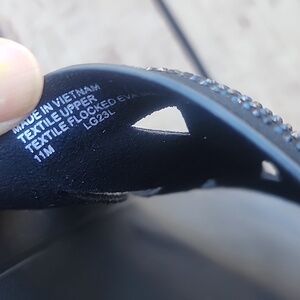 MADE IN VIETNAM
TEXTILE UPPER
TEXTILE FLOCKED EVA
LG23L
11M